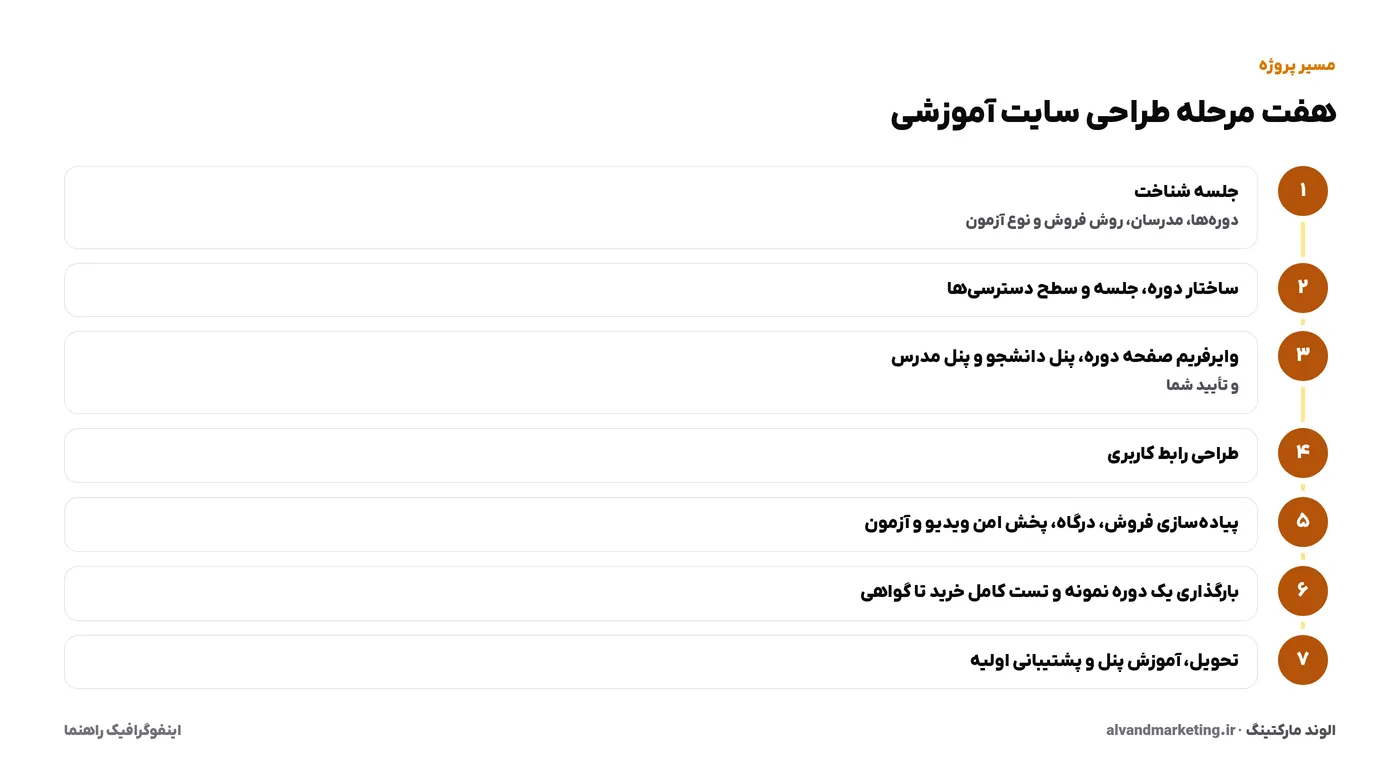 مسیر پروژه
هفت مرحله طراحی سایت آموزشی
۱
جلسه شناخت
دوره‌ها، مدرسان، روش فروش و نوع آزمون
۲
ساختار دوره، جلسه و سطح دسترسی‌ها
۳
وایرفریم صفحه دوره، پنل دانشجو و پنل مدرس
و تأیید شما
۴
طراحی رابط کاربری
۵
پیاده‌سازی فروش، درگاه، پخش امن ویدیو و آزمون
۶
بارگذاری یک دوره نمونه و تست کامل خرید تا گواهی
۷
تحویل، آموزش پنل و پشتیبانی اولیه
الوند مارکتینگ · alvandmarketing.ir
اینفوگرافیک راهنما